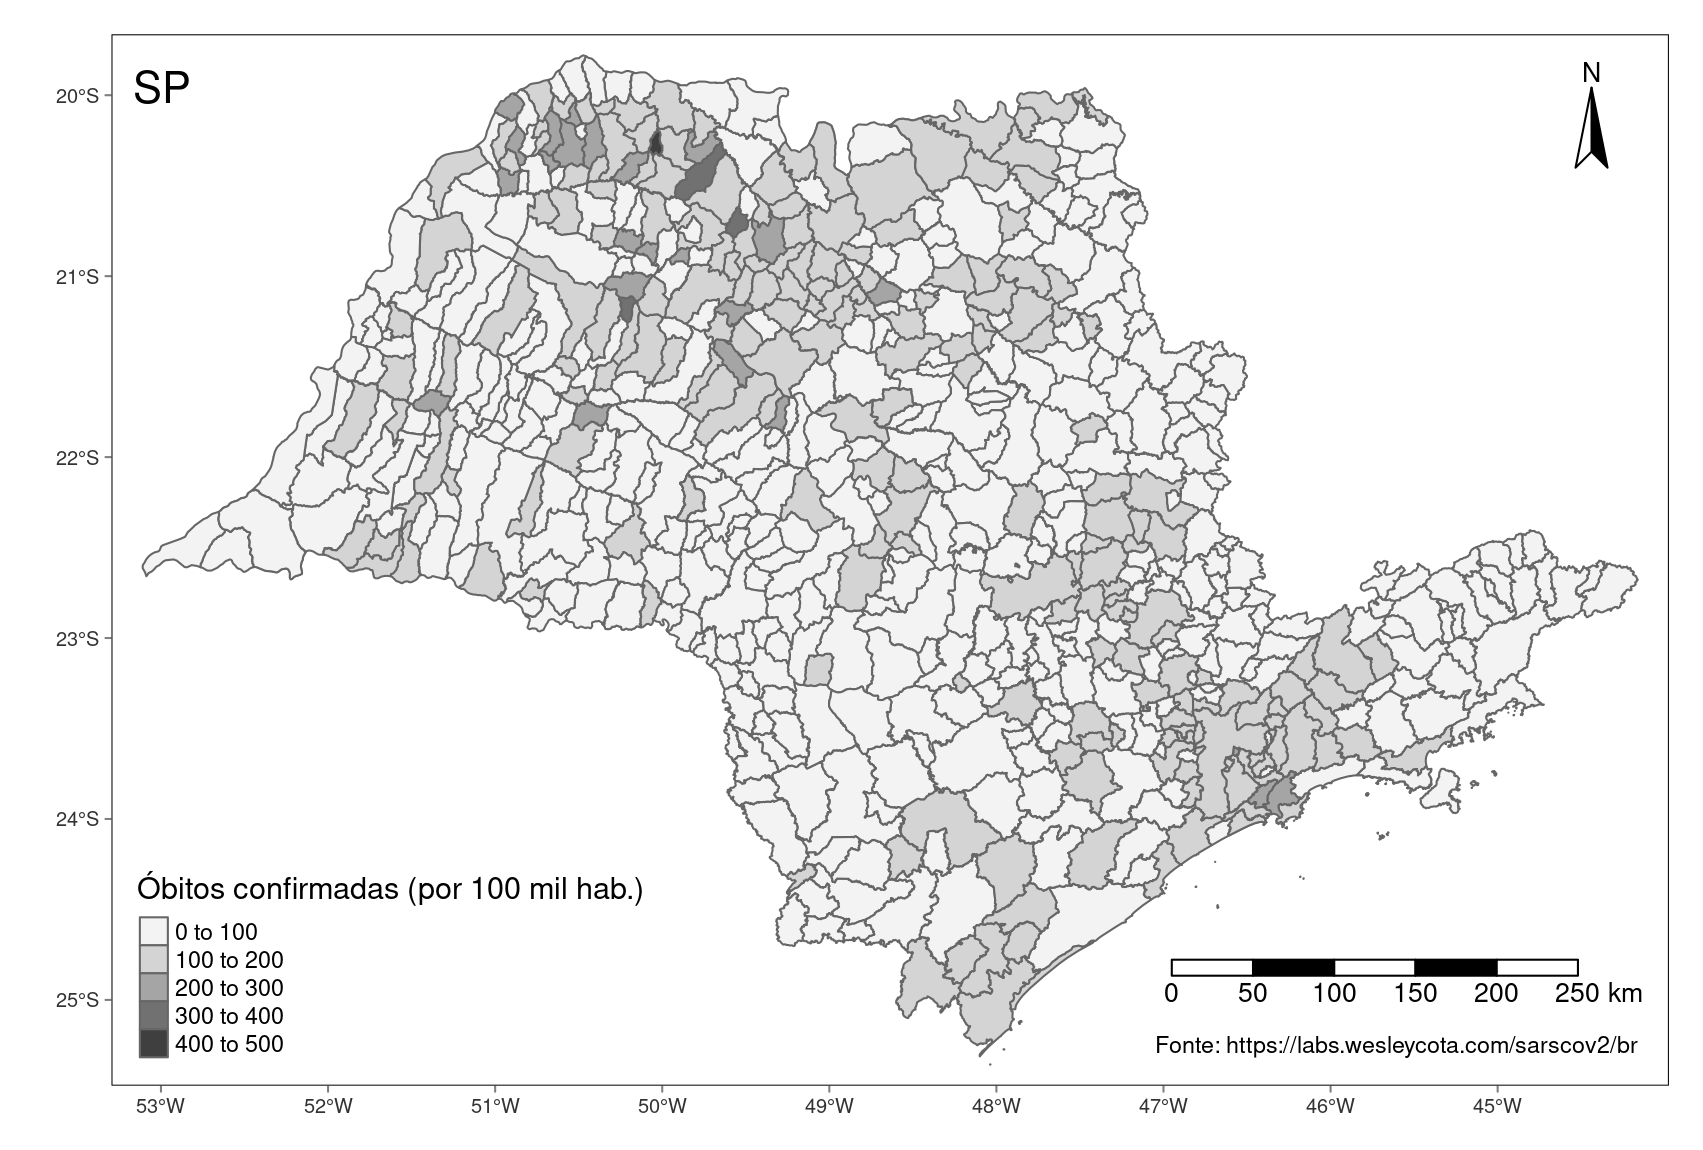 SP
N
20°S
21°S
22°S
23°S
24°S
25°S
Óbitos confirmadas (por 100 mil hab.)
0 to 100
100 to 200
200 to 300
300 to 400
400 to 500
0 50 100 150 200 250 km
Fonte: https://labs.wesleycota.com/sarscov2/br
53°W 52°W 51°W 50°W 49°W 48°W 47°W 46°W 45°W